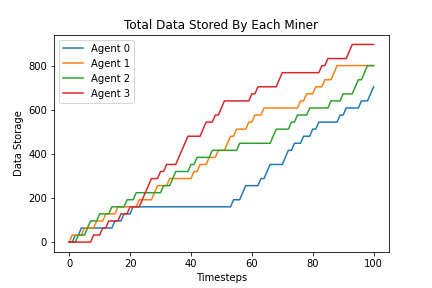 Total Data Stored By Each Miner
Agent 0
Agent 1
Agent 2
Agent 3
Data Storage
800
600
400
200
0
0 20 40 60 80 100
Timesteps